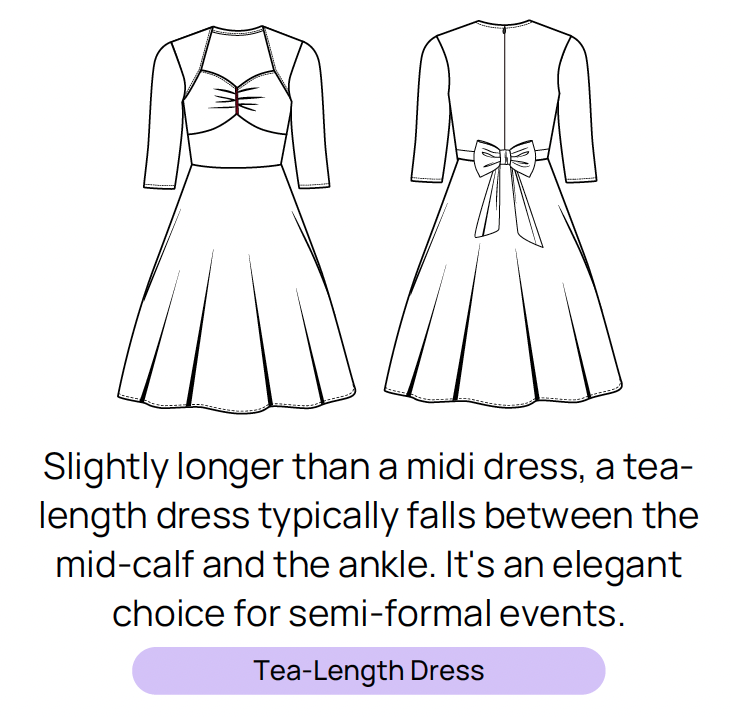 Slightly longer than a midi dress, a tea-
length dress typically falls between the
mid-calf and the ankle. It's an elegant
choice for semi-formal events.
Tea-Length Dress